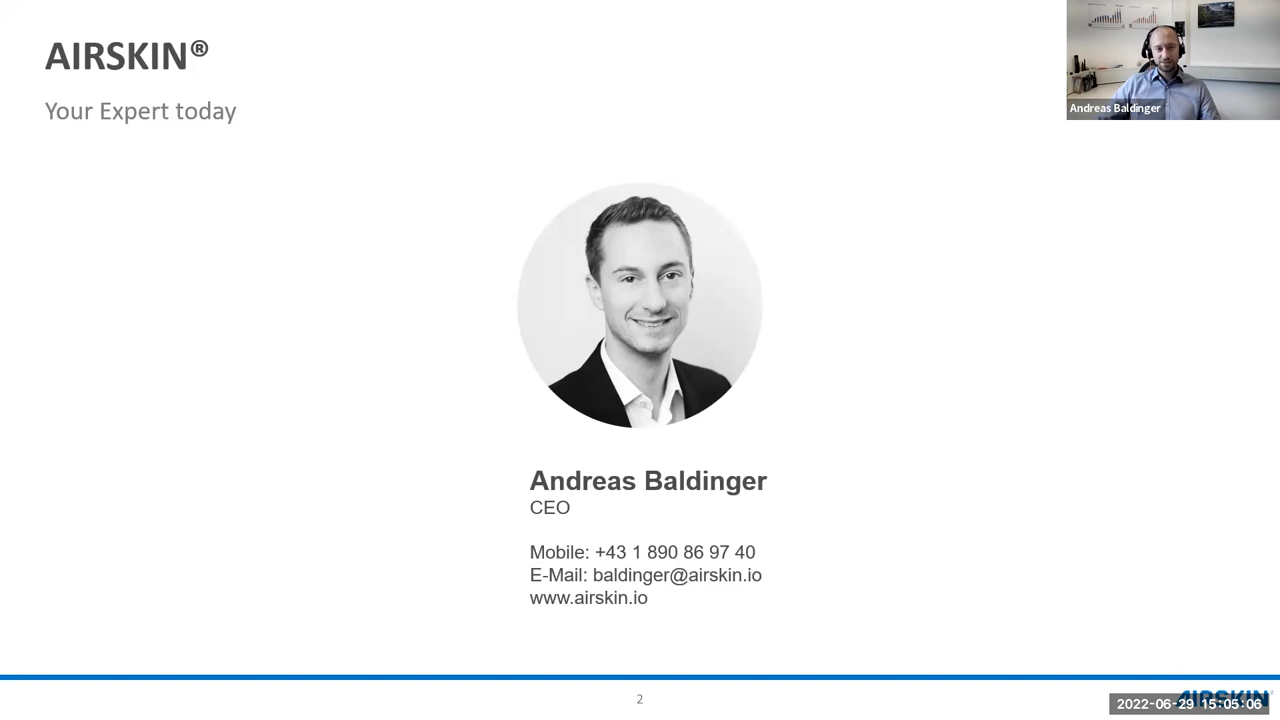 AIRSKIN®
Your Expert today
Andreas Baldinger
Andreas Baldinger
CEO
Mobile: +43 1 890 86 97 40
E-Mail: baldinger@airskin.io
www.airskin.io
2
AIRSKIN®
2022-06-29 15:05:06